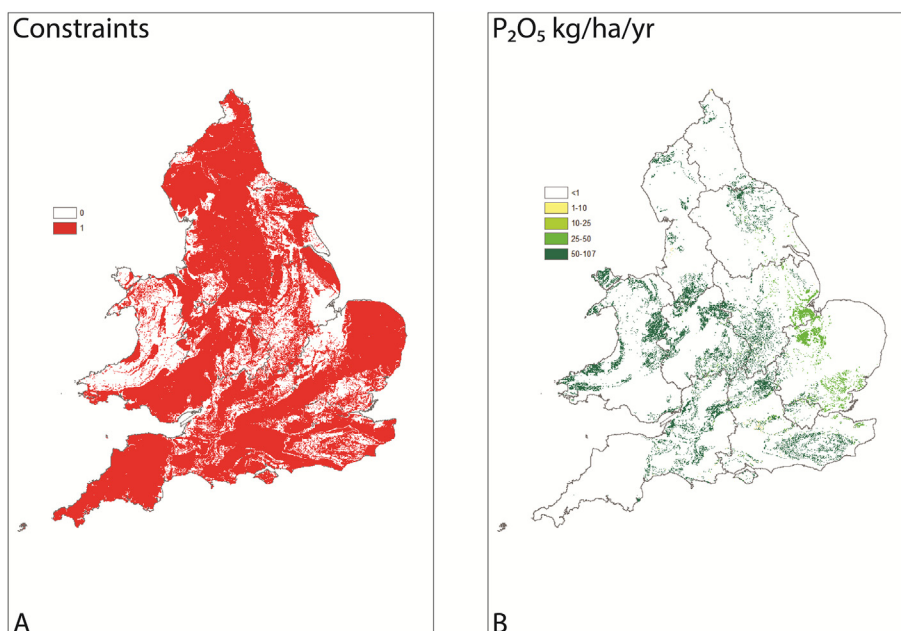 Constraints
0
1
A
P₂O₅ kg/ha/yr
<1
1-10
10-25
25-50
50-107
B